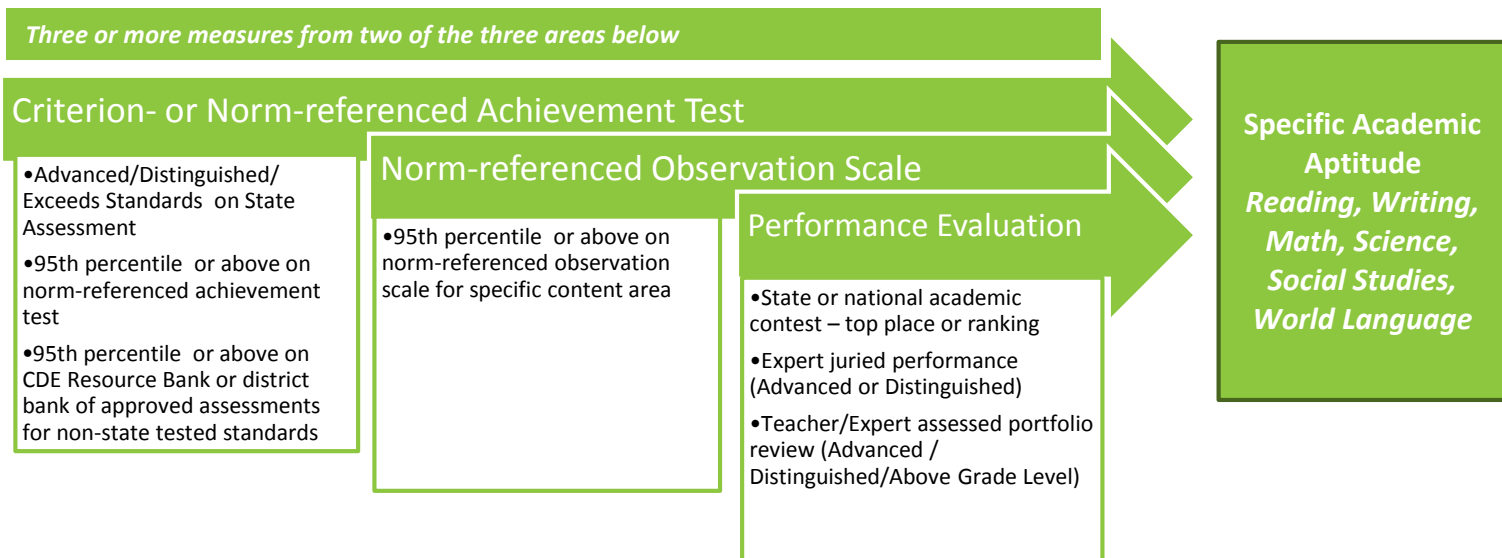 Three or more measures from two of the three areas below
Criterion- or Norm-referenced Achievement Test
•Advanced/Distinguished/
Exceeds Standards on State
Assessment
•95th percentile or above on
norm-referenced achievement
test
•95th percentile or above on
CDE Resource Bank or district
bank of approved assessments
for non-state tested standards
Norm-referenced Observation Scale
•95th percentile or above on
norm-referenced observation
scale for specific content area
Performance Evaluation
•State or national academic
contest – top place or ranking
•Expert juried performance
(Advanced or Distinguished)
•Teacher/Expert assessed portfolio
review (Advanced /
Distinguished/Above Grade Level)
Specific Academic
Aptitude
Reading, Writing,
Math, Science,
Social Studies,
World Language